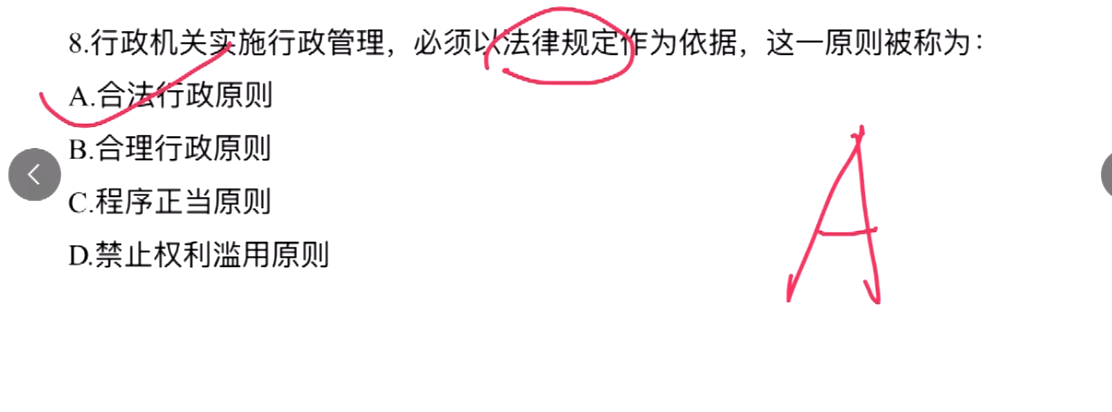 8.行政机关实施行政管理，必须以法律规定作为依据，这一原则被称为：
A.合法行政原则
B.合理行政原则
C.程序正当原则
D.禁止权利滥用原则
A